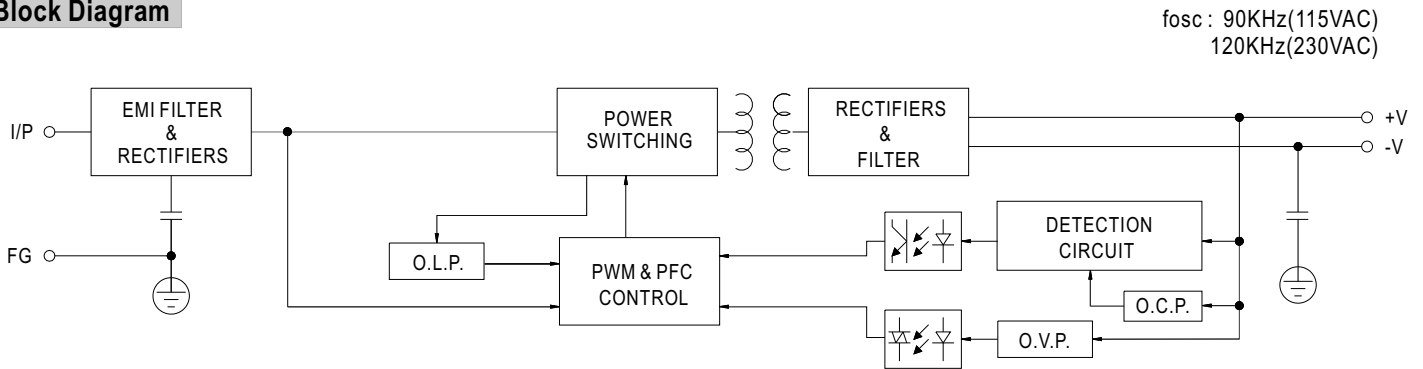 Block Diagram
fosc : 90KHz(115VAC)
120KHz(230VAC)
EMI FILTER
&
RECTIFIERS
I/P
FG
POWER
SWITCHING
RECTIFIERS
&
FILTER
+V
-V
O.L.P.
PWM & PFC
CONTROL
DETECTION
CIRCUIT
O.C.P.
O.V.P.